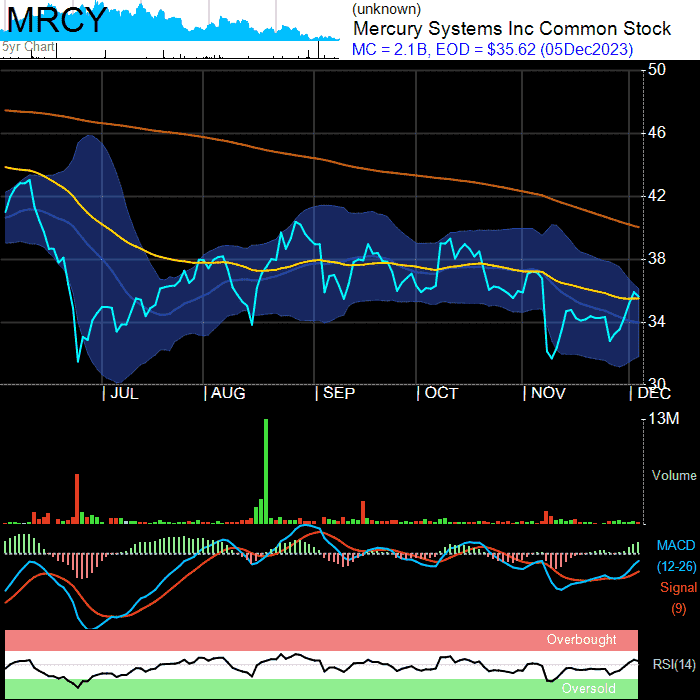 MRCY
(unknown)
Mercury Systems Inc Common Stock
5yr Chart
MC = 2.1B, EOD = $35.62 (05Dec2023)
50
46
42
38
34
30
JUL
AUG
SEP
OCT
NOV
DEC
13M
Volume
MACD
(12-26)
Signal
(9)
Overbought
RSI(14)
Oversold